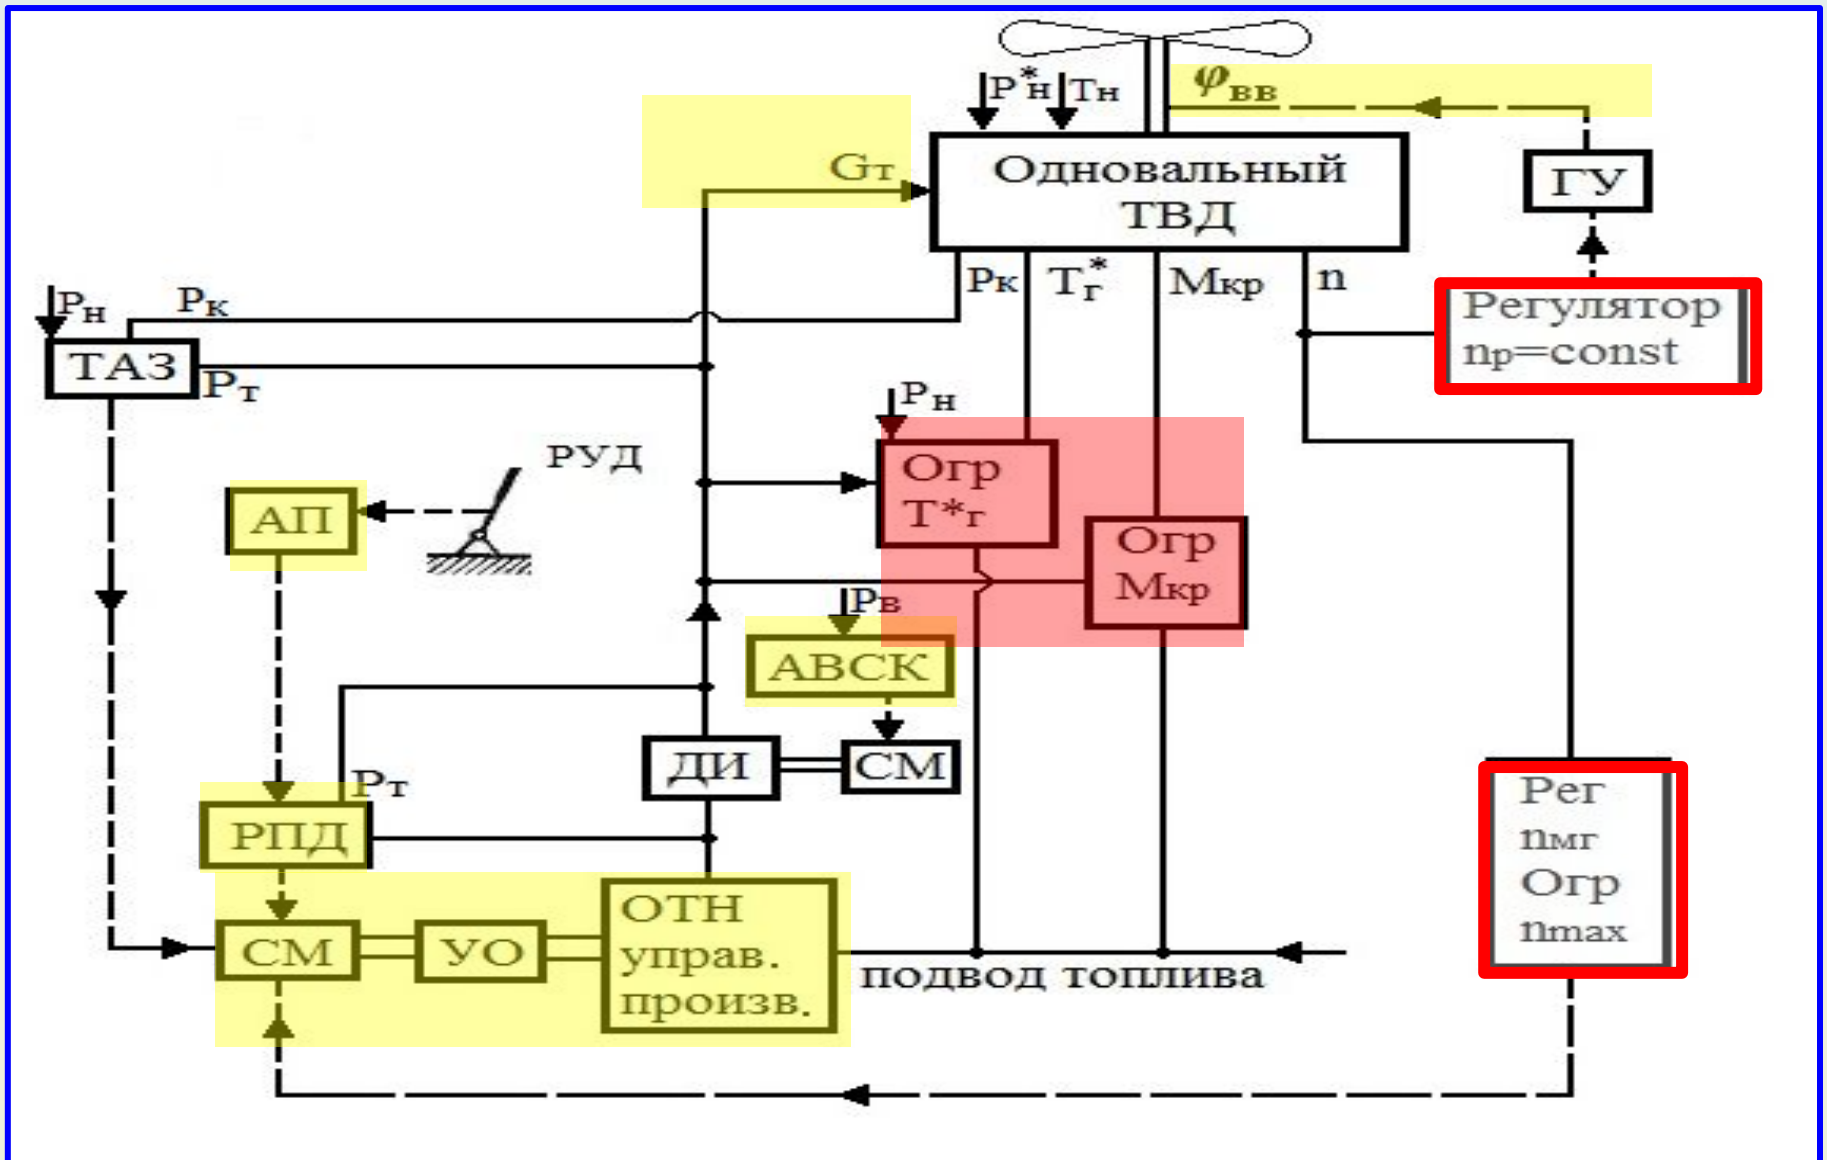 φвв
P*н
Tн
Gт
Одновальный
ТВД
ГУ
Pк
T*г
Mкр
n
Pн
Pк
Регулятор
nр=const
ТАЗ
Pт
Pн
РУД
Огр
T*г
АП
Огр
Мкр
Pв
АВСК
ДИ
СМ
Pт
Рег
nмг
Огр
nmax
РПД
ОТН
управ.
произв.
СМ
УО
подвод топлива